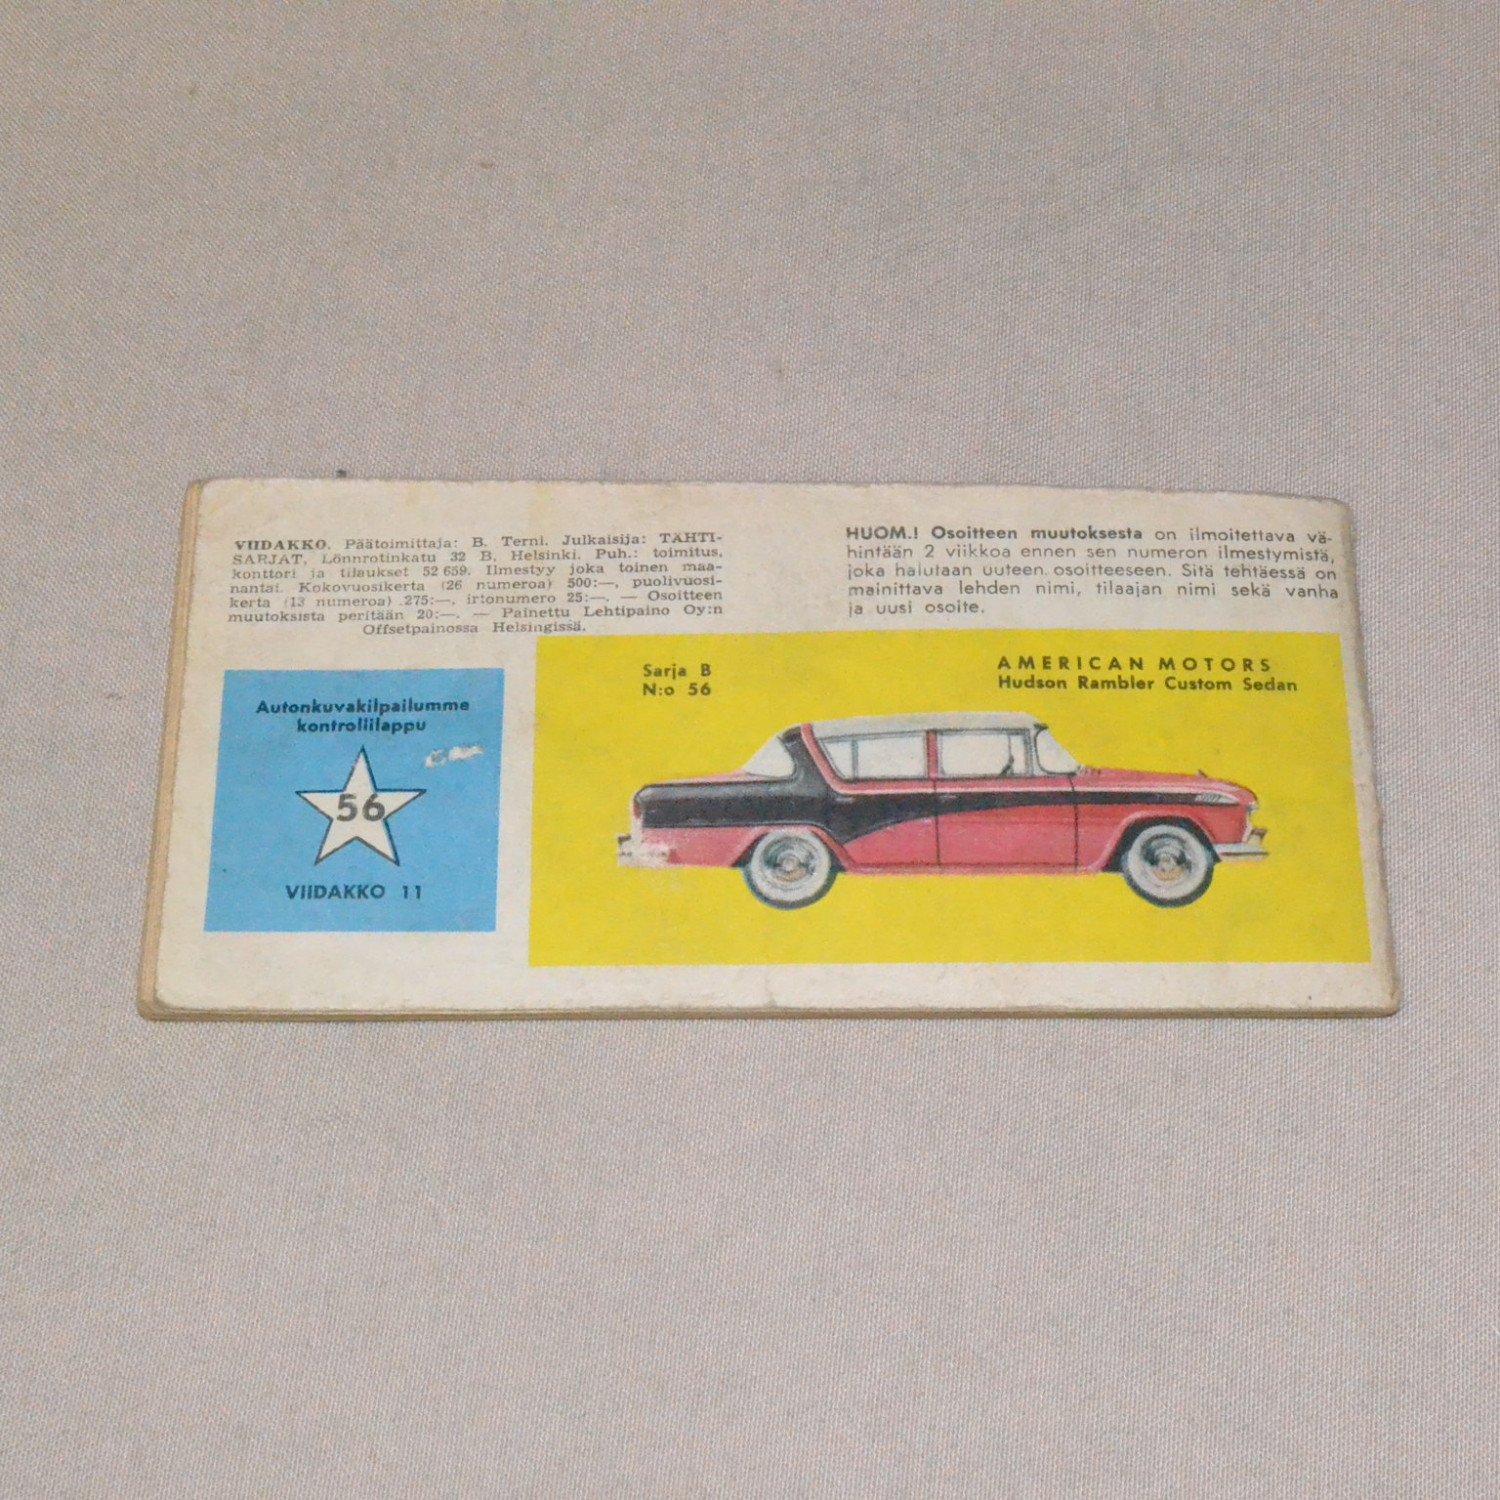 VIIDAKKO. Päätoimittaja: B. Terni. Julkaisija: TÄHTI-
SARJAT, Lönnrotinkatu 32 B, Helsinki. Puh.: toimitus,
konttori ja tilaukset 52 659. Ilmestyy joka toinen maa-
nantai. Kokovuosikerta (26 numeroa) 500:—, puolivuosi-
kerta (13 numeroa) 275:—, irtonumero 25:—. — Osoitteen
muutoksista peritään 20:—. — Painettu Lehtipaino Oy:n
Offsetpainossa Helsingissä.
HUOM.! Osoitteen muutoksesta on ilmoitettava vä-
hintään 2 viikkoa ennen sen numeron ilmestymistä,
joka halutaan uuteen osoitteeseen. Sitä tehtäessä on
mainittava lehden nimi, tilaajan nimi sekä vanha
ja uusi osoite.
Autonkuvakilpailumme
kontrollilappu
56
VIIDAKKO 11
Sarja B
N:o 56
AMERICAN MOTORS
Hudson Rambler Custom Sedan